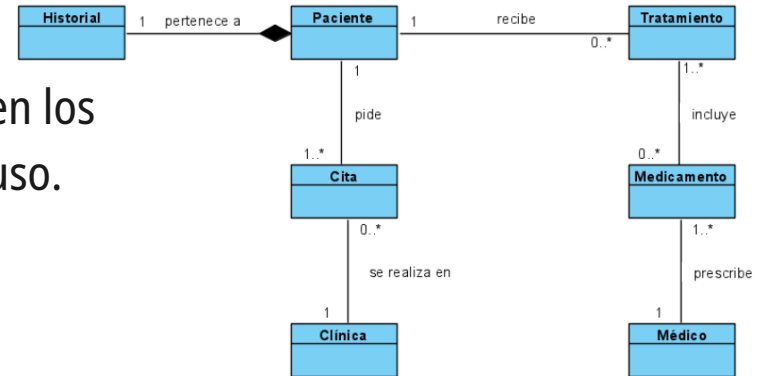 Historial
1
pertenece a
Paciente
1
recibe
0..*
Tratamiento
en los
uso.
1
pide
1..*
1..*
incluye
0..*
Cita
Medicamento
0..*
se realiza en
1
1..*
prescribe
1
Clínica
Médico